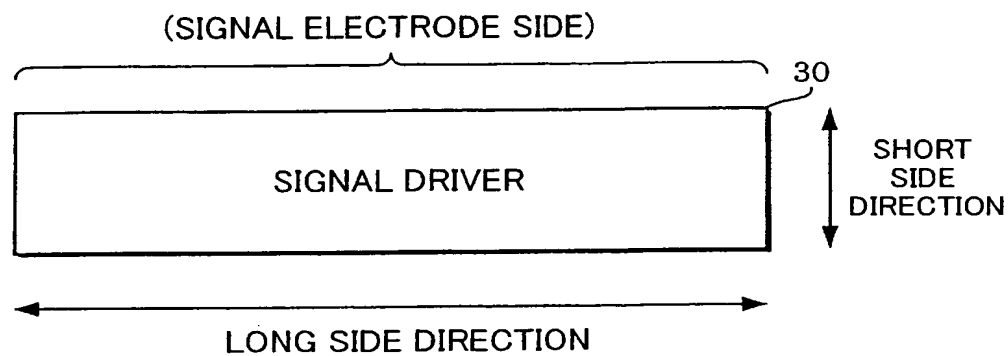 (SIGNAL ELECTRODE SIDE)
30
SIGNAL DRIVER
SHORT
SIDE
DIRECTION
LONG SIDE DIRECTION